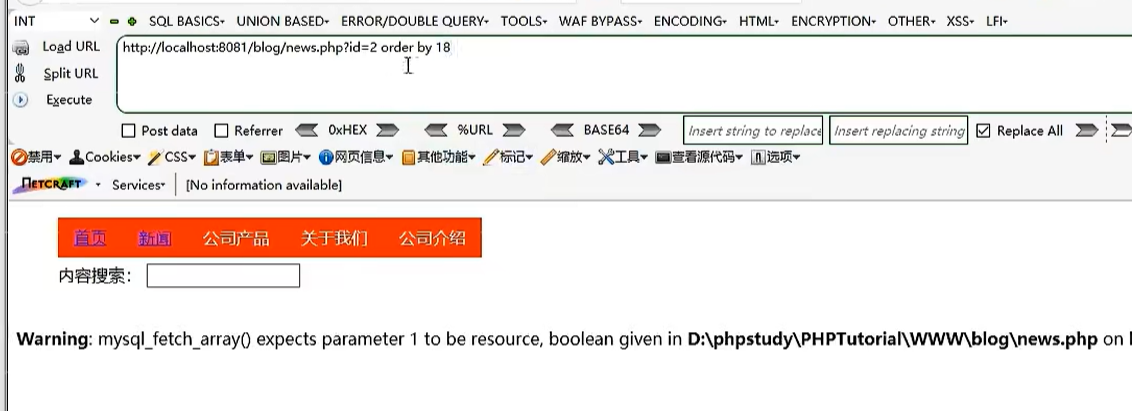 INT SQL BASICS UNION BASED ERROR/DOUBLE QUERY TOOLS WAF BYPASS ENCODING HTML ENCRYPTION OTHER XSS LFI
Load URL http://localhost:8081/blog/news.php?id=2 order by 18
Split URL
Execute
Post data Referrer 0xHEX %URL BASE64 Insert string to replace Insert replacing string Replace All
禁用 Cookies CSS 表单 图片 网页信息 其他功能 标记 缩放 工具 查看源代码 选项
NETCRAFT Services [No information available]
首页 新闻 公司产品 关于我们 公司介绍
内容搜索：
Warning: mysql_fetch_array() expects parameter 1 to be resource, boolean given in D:\phpstudy\PHPTutorial\WWW\blog\news.php on